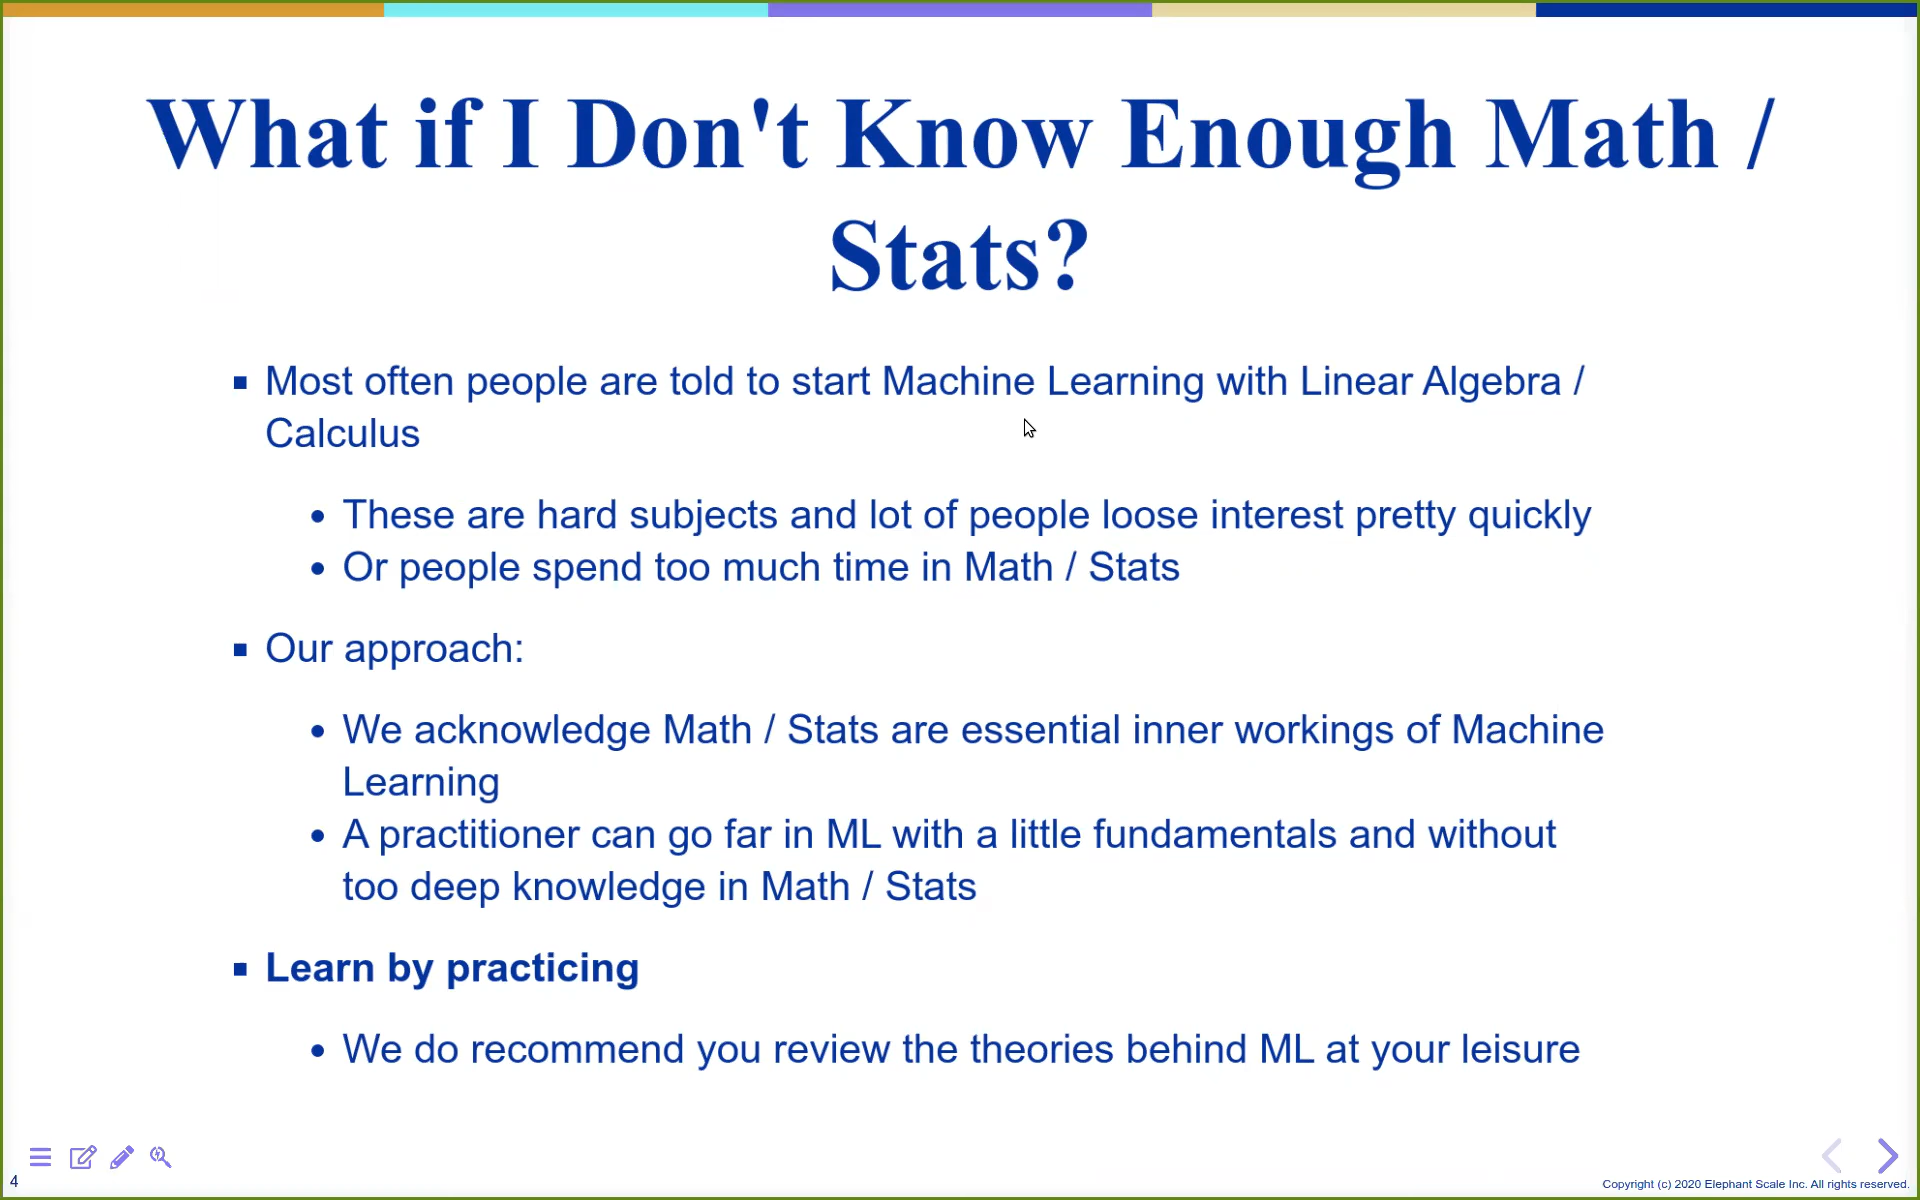 What if I Don't Know Enough Math /
Stats?
Most often people are told to start Machine Learning with Linear Algebra /
Calculus
These are hard subjects and lot of people loose interest pretty quickly
Or people spend too much time in Math / Stats
Our approach:
We acknowledge Math / Stats are essential inner workings of Machine
Learning
A practitioner can go far in ML with a little fundamentals and without
too deep knowledge in Math / Stats
Learn by practicing
We do recommend you review the theories behind ML at your leisure
4
Copyright (c) 2020 Elephant Scale Inc. All rights reserved.